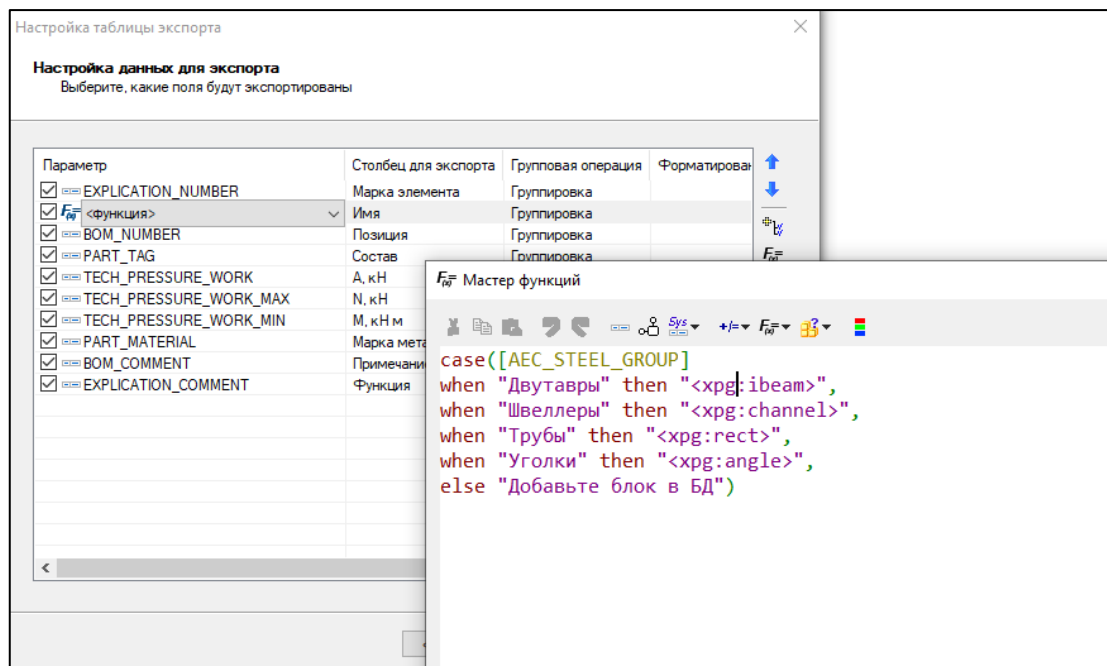 Настройка таблицы экспорта
Настройка данных для экспорта
Выберите, какие поля будут экспортированы
Параметр Столбец для экспорта Групповая операция
EXPLICATION_NUMBER Марка элемента Группировка
<Функция> Имя Группировка
BOM_NUMBER Позиция Группировка
PART_TAG Состав Группировка
TECH_PRESSURE_WORK А, кН
TECH_PRESSURE_WORK_MAX N, кН
TECH_PRESSURE_WORK_MIN М, кН м
PART_MATERIAL Марка
BOM_COMMENT
EXPLICATION_COMMENT Функция
Мастер функций
Sys +/= F(x)=
case([AEC_STEEL_GROUP]
when "Двутавры" then "<xpg:ibeam>",
when "Швеллеры" then "<xpg:channel>",
when "Трубы" then "<xpg:rect>",
when "Уголки" then "<xpg:angle>",
else "Добавьте блок в БД")